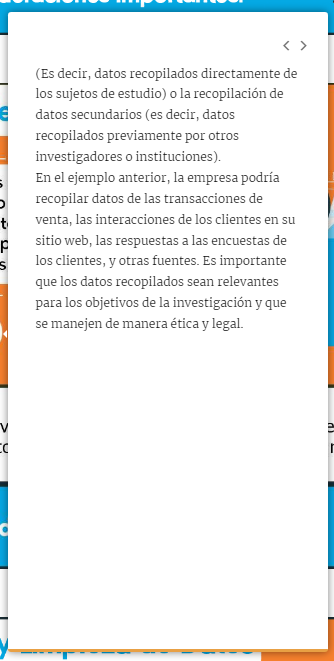 (Es decir, datos recopilados directamente de
los sujetos de estudio) o la recopilación de
datos secundarios (es decir, datos
recopilados previamente por otros
investigadores o instituciones).
En el ejemplo anterior, la empresa podría
recopilar datos de las transacciones de
venta, las interacciones de los clientes en su
sitio web, las respuestas a las encuestas de
los clientes, y otras fuentes. Es importante
que los datos recopilados sean relevantes
para los objetivos de la investigación y que
se manejen de manera ética y legal.